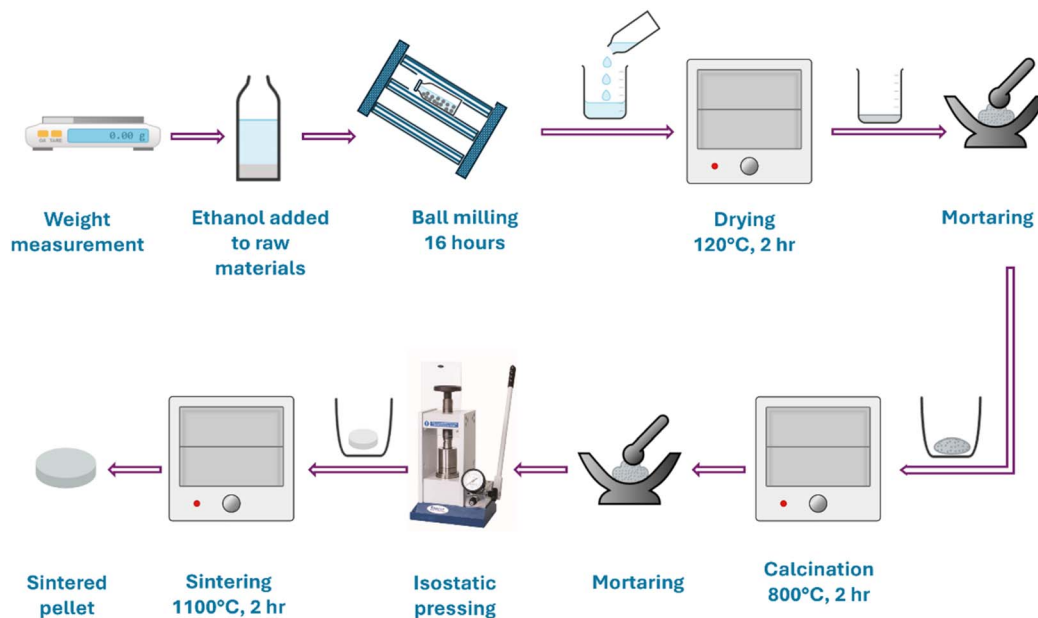 0.00 g
Weight
measurement
Ethanol added
to raw
materials
Ball milling
16 hours
Drying
120°C, 2 hr
Mortaring
Calcination
800°C, 2 hr
Mortaring
Isostatic
pressing
Sintering
1100°C, 2 hr
Sintered
pellet